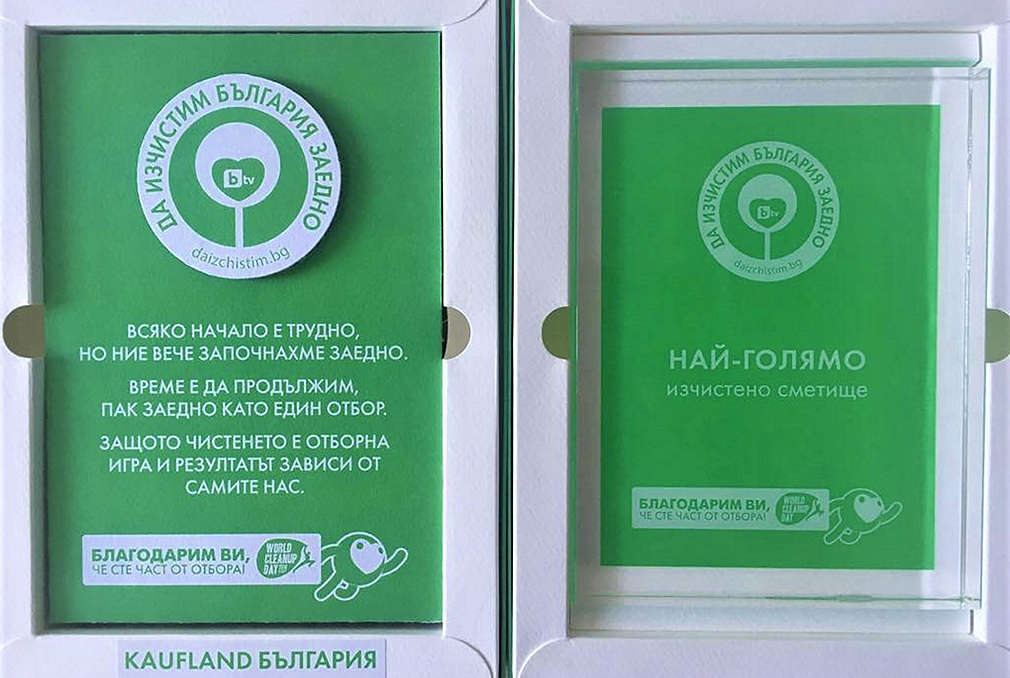 ДА ИЗЧИСТИМ БЪЛГАРИЯ ЗАЕДНО
btv
daizchistim.bg
ВСЯКО НАЧАЛО Е ТРУДНО,
НО НИЕ ВЕЧЕ ЗАПОЧНАХМЕ ЗАЕДНО.
ВРЕМЕ Е ДА ПРОДЪЛЖИМ,
ПАК ЗАЕДНО КАТО ЕДИН ОТБОР.
ЗАЩОТО ЧИСТЕНЕТО Е ОТБОРНА
ИГРА И РЕЗУЛТАТЪТ ЗАВИСИ ОТ
САМИТЕ НАС.
БЛАГОДАРИМ ВИ,
ЧЕ СТЕ ЧАСТ ОТ ОТБОРА!
WORLD
CLEANUP
DAY
KAUFLAND БЪЛГАРИЯ
ДА ИЗЧИСТИМ БЪЛГАРИЯ ЗАЕДНО
btv
daizchistim.bg
НАЙ-ГОЛЯМО
изчистено сметище
БЛАГОДАРИМ ВИ,
ЧЕ СТЕ ЧАСТ ОТ ОТБОРА!
WORLD
CLEANUP
DAY